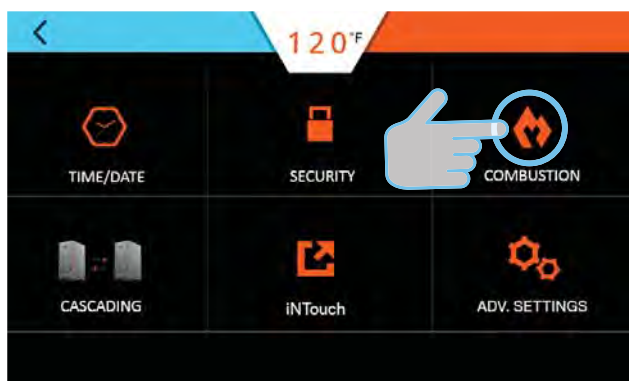 120°F
TIME/DATE
SECURITY
COMBUSTION
CASCADING
iNTouch
ADV. SETTINGS